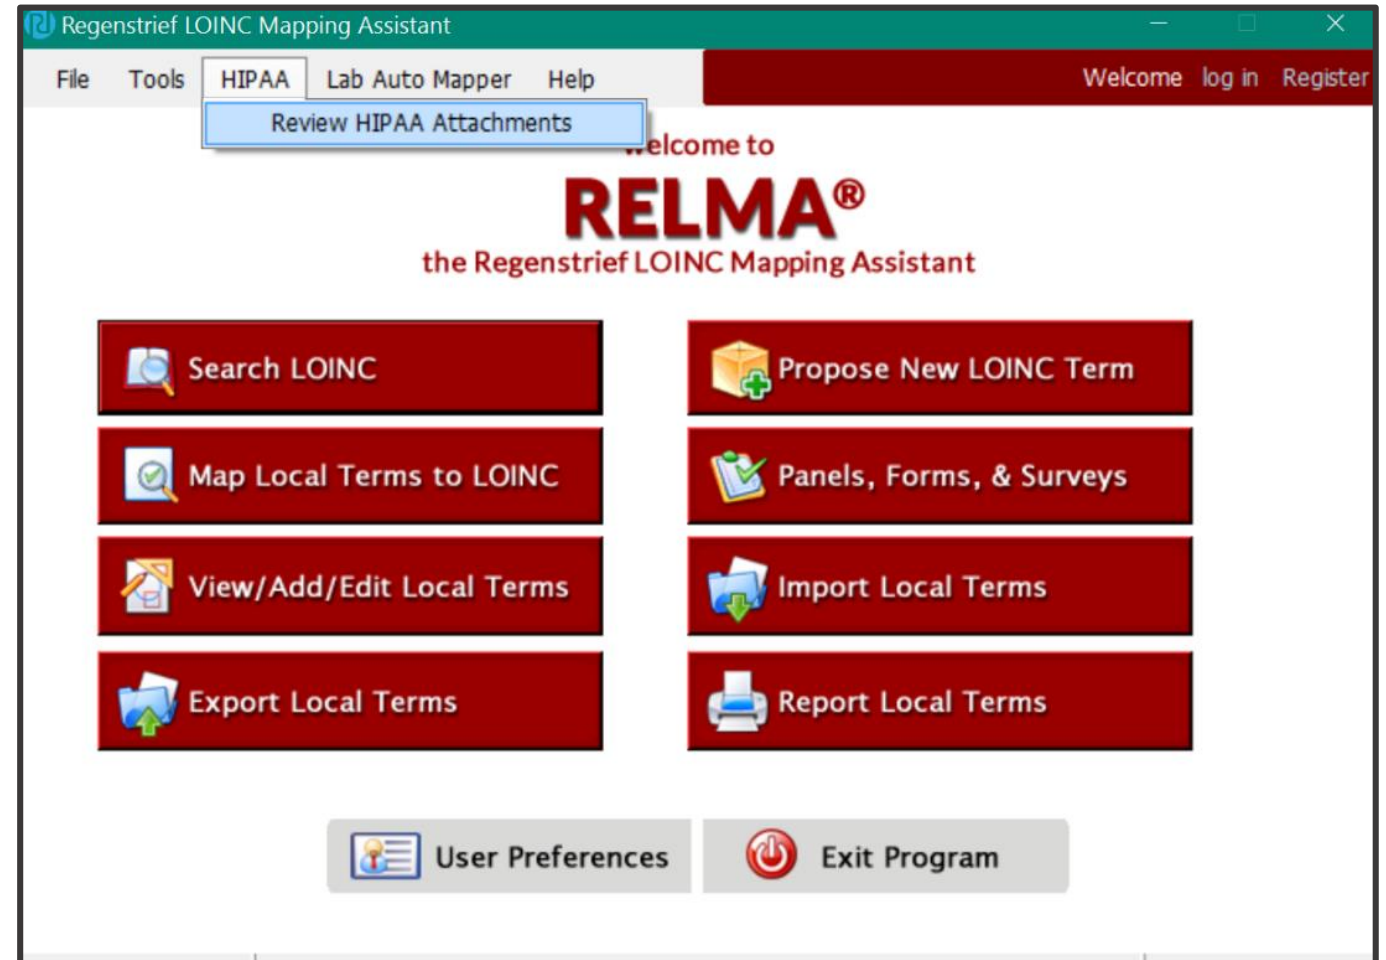 Regenstrief LOINC Mapping Assistant
File Tools HIPAA Lab Auto Mapper Help Welcome log in Register
Review HIPAA Attachments
elcome to
RELMA®
the Regenstrief LOINC Mapping Assistant
Search LOINC Propose New LOINC Term
Map Local Terms to LOINC Panels, Forms, & Surveys
View/Add/Edit Local Terms Import Local Terms
Export Local Terms Report Local Terms
User Preferences Exit Program